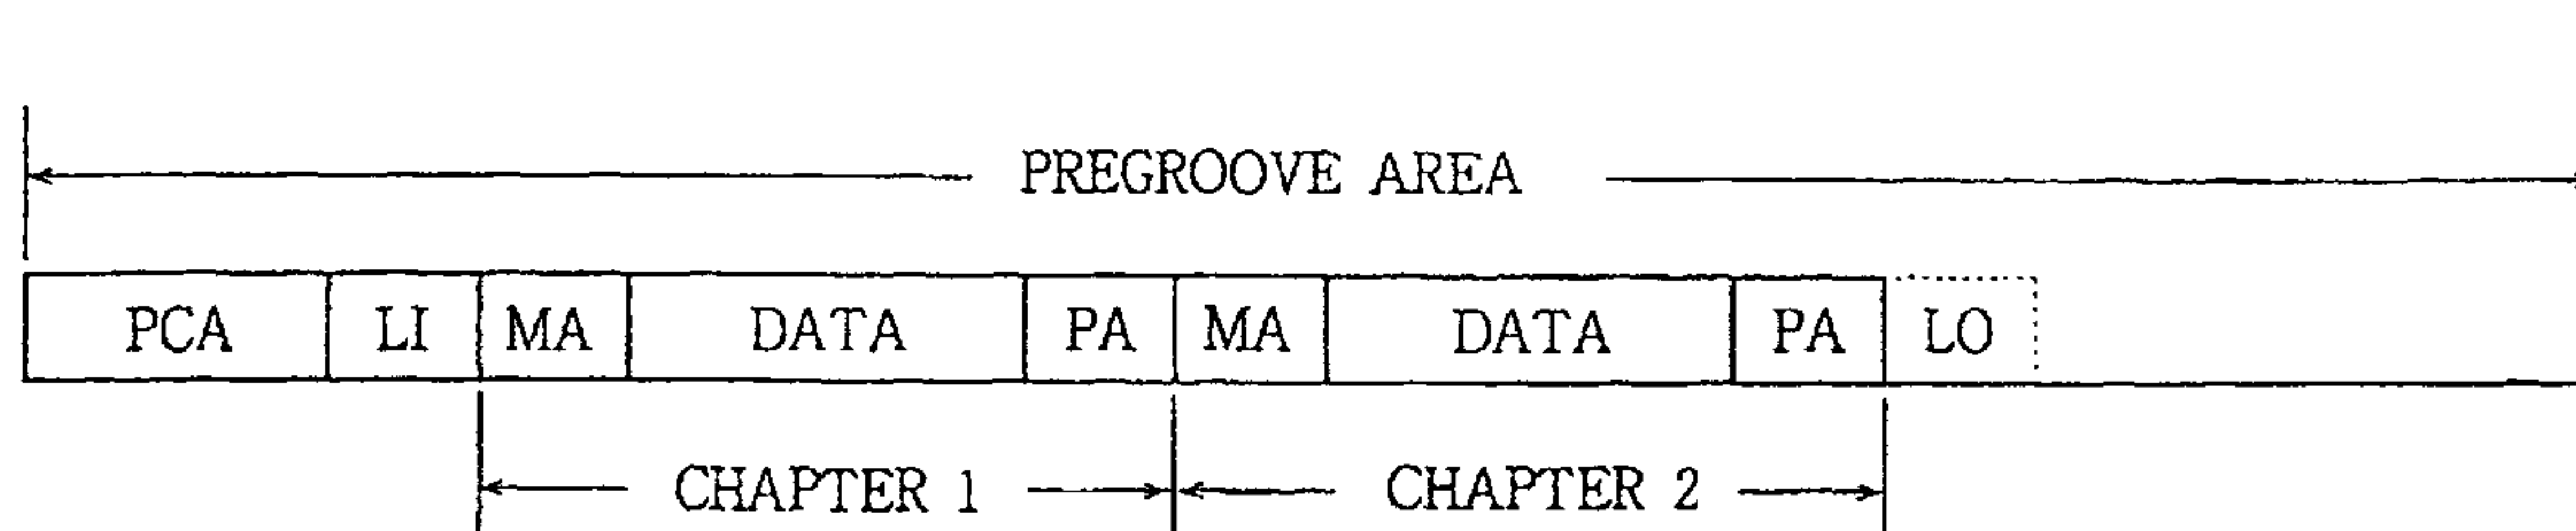 PREGROOVE AREA
PCA LI MA DATA PA MA DATA PA LO
CHAPTER 1 CHAPTER 2